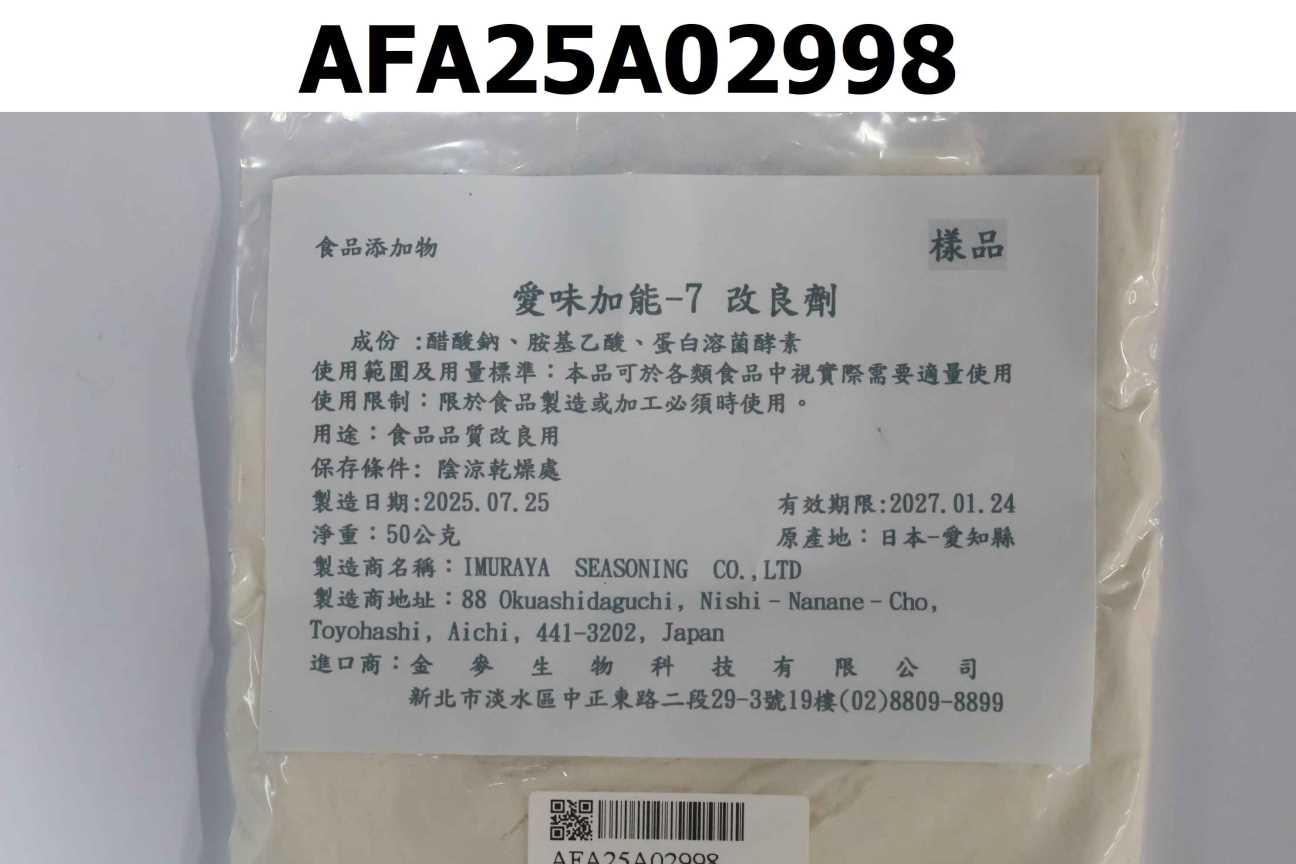 AFA25A02998
食品添加物
樣品
愛味加能-7 改良劑
成份 :醋酸鈉、胺基乙酸、蛋白溶菌酵素
使用範圍及用量標準：本品可於各類食品中視實際需要適量使用
使用限制：限於食品製造或加工必須時使用。
用途：食品品質改良用
保存條件: 陰涼乾燥處
製造日期:2025.07.25 有效期限:2027.01.24
淨重：50公克 原產地：日本-愛知縣
製造商名稱：IMURAYA SEASONING CO.,LTD
製造商地址：88 Okuashidaguchi, Nishi-Nanane-Cho,
Toyohashi, Aichi, 441-3202, Japan
進口商：金麥生物科技有限公司
新北市淡水區中正東路二段29-3號19樓(02)8809-8899
AFA25A02998